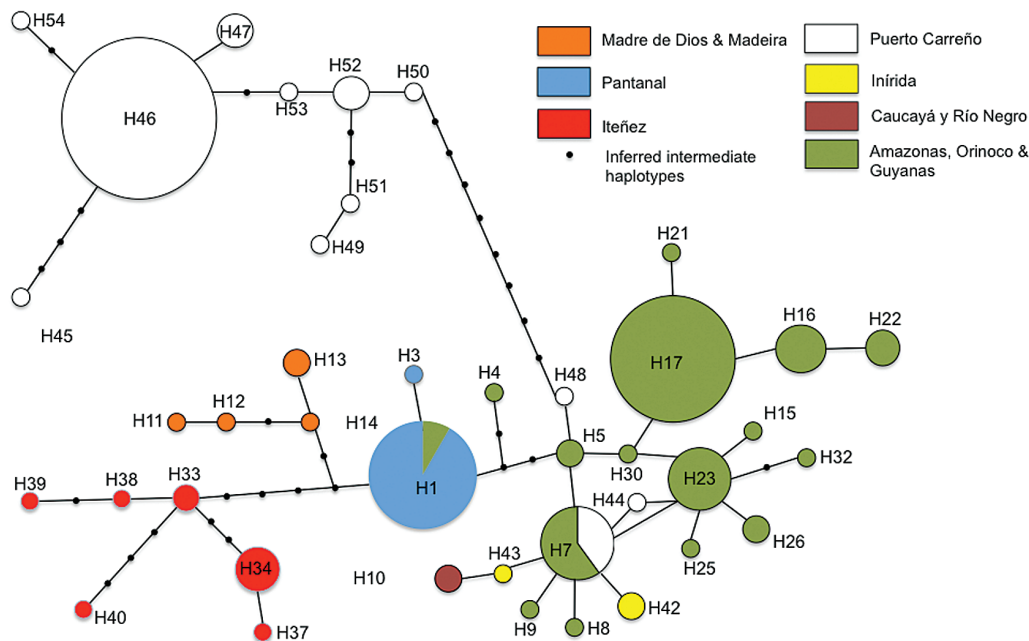 H54
H47
H46
H53
H52
H50
H51
H49
H45
Madre de Dios & Madeira
Pantanal
Iteñez
Inferred intermediate
haplotypes
Puerto Carreño
Inírida
Caucayá y Río Negro
Amazonas, Orinoco &
Guyanas
H21
H17
H16
H22
H13
H3
H4
H48
H11
H12
H14
H5
H30
H15
H32
H1
H23
H39
H38
H33
H44
H26
H25
H34
H10
H43
H7
H42
H40
H37
H9
H8